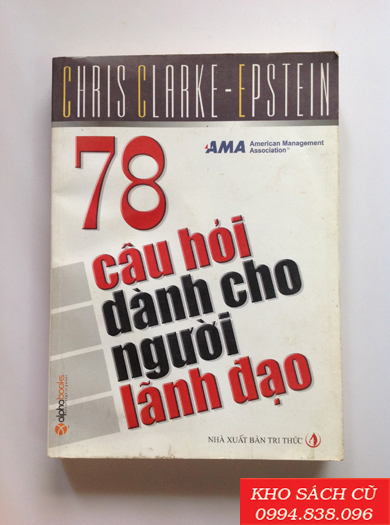 CHRIS CLARKE-EPSTEIN
AMA American Management
Association
78
câu hỏi
dành cho
người
lãnh đạo
alphabooks
NHÀ XUẤT BẢN TRI THỨC
KHO SÁCH CŨ
0994.838.096